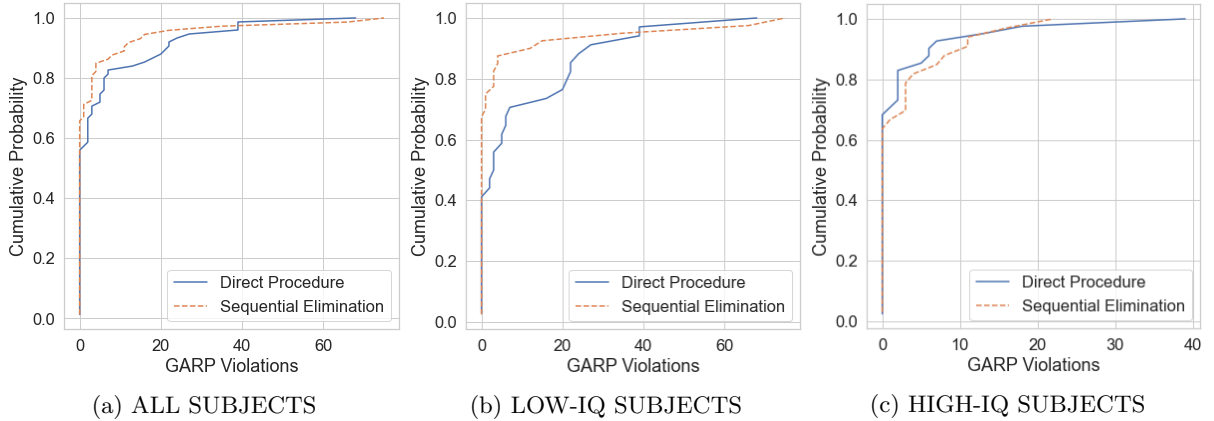 1.0
0.8
0.6
0.4
0.2
0.0
Cumulative Probability
0
20
40
60
GARP Violations
Direct Procedure
Sequential Elimination
(a) ALL SUBJECTS
1.0
0.8
0.6
0.4
0.2
0.0
Cumulative Probability
0
20
40
60
GARP Violations
Direct Procedure
Sequential Elimination
(b) LOW-IQ SUBJECTS
1.0
0.8
0.6
0.4
0.2
0.0
Cumulative Probability
0
10
20
30
40
GARP Violations
Direct Procedure
Sequential Elimination
(c) HIGH-IQ SUBJECTS